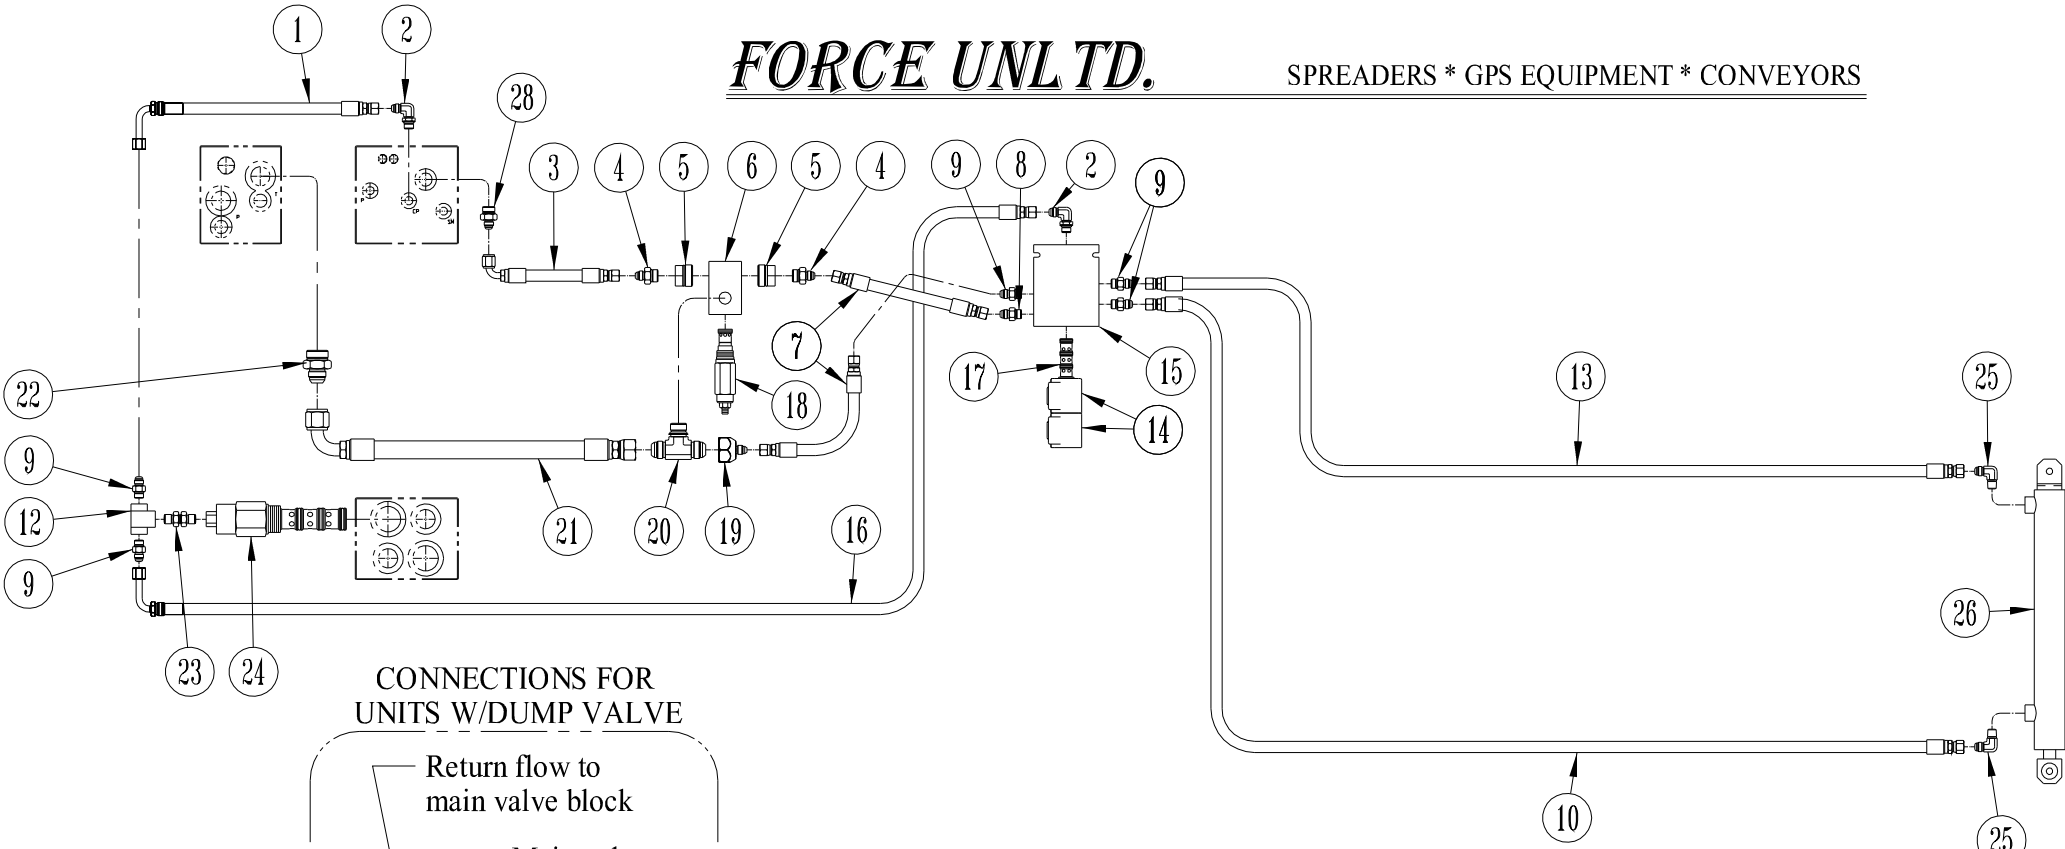 1 2
FORCE UNLTD.
SPREADERS * GPS EQUIPMENT * CONVEYORS
28
3 4 5 6 5 4 9 8 2 9
P T P CP
7
22 18 17 15 13 25
14
9
12
21 20 19 16
9
26
23 24
CONNECTIONS FOR
UNITS W/DUMP VALVE
Return flow to
main valve block
10
25